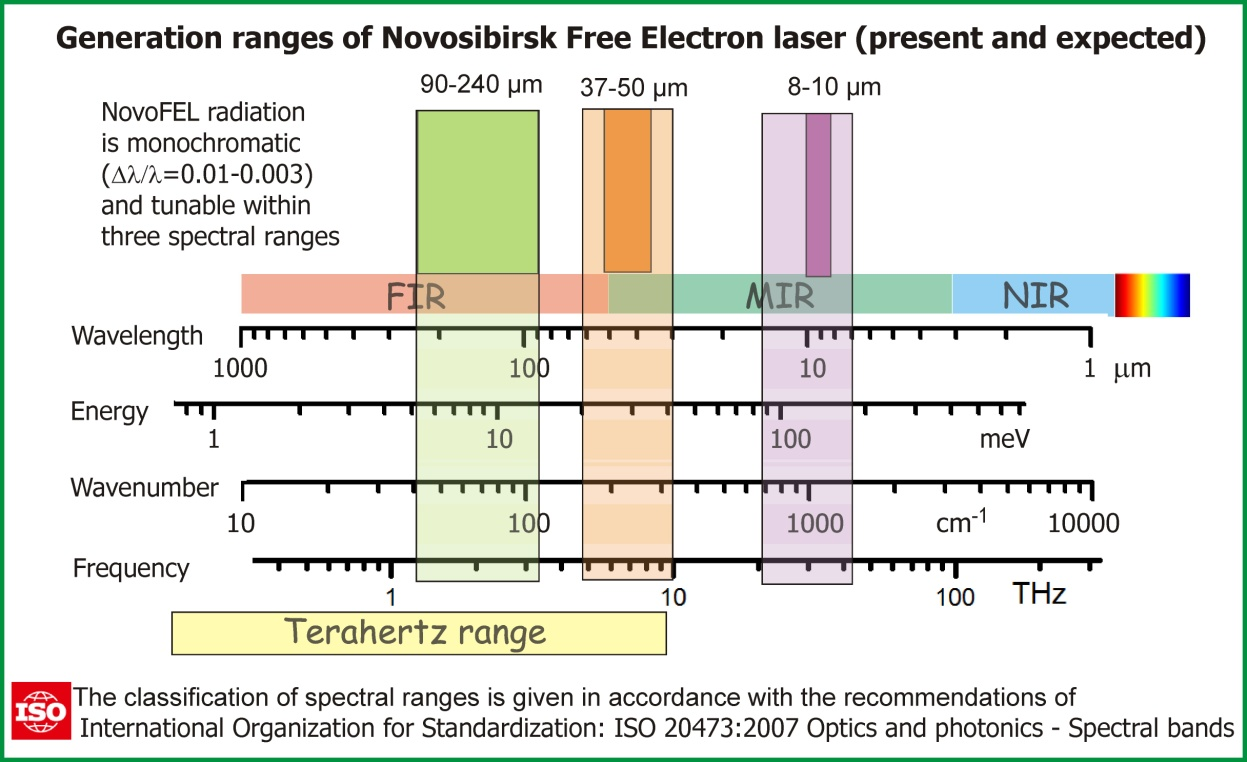 Generation ranges of Novosibirsk Free Electron laser (present and expected)
90-240 µm
37-50 µm
8-10 µm
NovoFEL radiation
is monochromatic
(Δλ/λ=0.01-0.003)
and tunable within
three spectral ranges
FIR
MIR
NIR
Wavelength
1000
100
10
1
µm
Energy
1
10
100
meV
Wavenumber
10
100
1000
cm⁻¹
10000
Frequency
1
10
100
THz
Terahertz range
ISO
The classification of spectral ranges is given in accordance with the recommendations of
International Organization for Standardization: ISO 20473:2007 Optics and photonics - Spectral bands